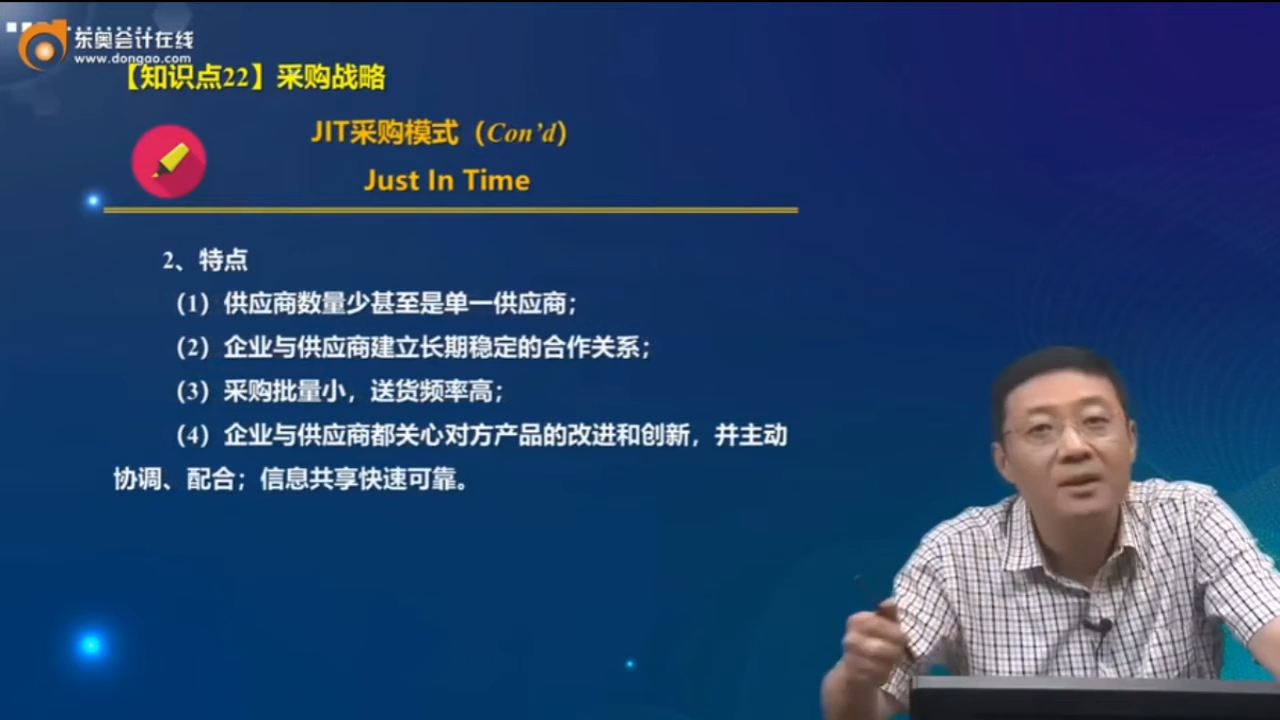 东奥会计在线
www.dongao.com
【知识点22】采购战略
JIT采购模式（Con’d）
Just In Time
2、特点
（1）供应商数量少甚至是单一供应商；
（2）企业与供应商建立长期稳定的合作关系；
（3）采购批量小，送货频率高；
（4）企业与供应商都关心对方产品的改进和创新，并主动
协调、配合；信息共享快速可靠。